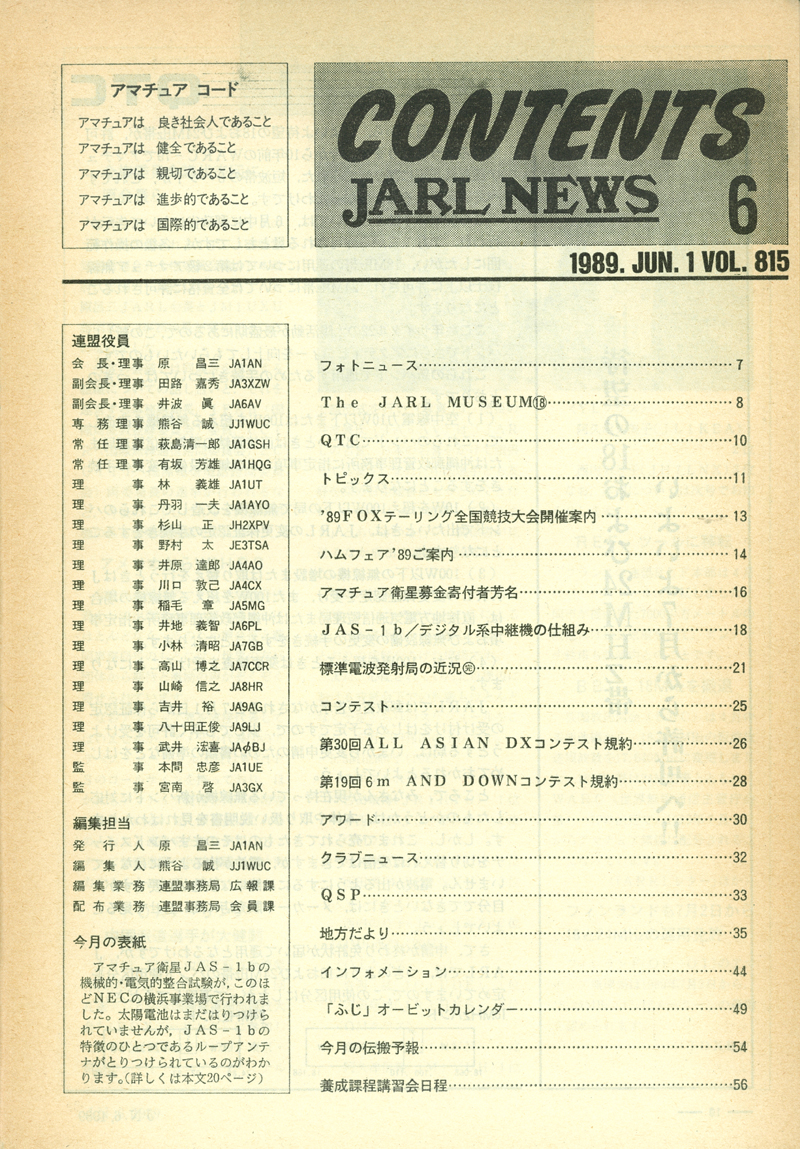 アマチュア コード
アマチュアは 良き社会人であること
アマチュアは 健全であること
アマチュアは 親切であること
アマチュアは 進歩的であること
アマチュアは 国際的であること
CONTENTS
JARL NEWS 6
1989. JUN. 1 VOL. 815
連盟役員
会長・理事 原 昌三 JA1AN
副会長・理事 田路 嘉秀 JA3XZW
副会長・理事 井波 眞 JA6AV
専務理事 熊谷 誠 JJ1WUC
常任理事 萩島清一郎 JA1GSH
常任理事 有坂 芳雄 JA1HQG
理事 林 義雄 JA1UT
理事 丹羽 一夫 JA1AYO
理事 杉山 正 JH2XPV
理事 野村 太 JE3TSA
理事 井原 達郎 JA4AO
理事 川口 敦己 JA4CX
理事 稲毛 章 JA5MG
理事 井地 義智 JA6PL
理事 小林 清昭 JA7GB
理事 高山 博之 JA7CCR
理事 山崎 信之 JA8HR
理事 吉井 裕 JA9AG
理事 八十田正俊 JA9LJ
理事 武井 浤喜 JAφBJ
監事 本間 忠彦 JA1UE
監事 宮南 啓 JA3GX
編集担当
発行人 原 昌三 JA1AN
編集人 熊谷 誠 JJ1WUC
編集業務 連盟事務局 広報課
配布業務 連盟事務局 会員課
今月の表紙
アマチュア衛星JAS-1bの
機械的・電気的整合試験が,このほ
どNECの横浜事業場で行われま
した。太陽電池はまだはりつけら
れていませんが, JAS-1bの
特徴のひとつであるループアンテ
ナがとりつけられているのがわか
ります。(詳しくは本文20ページ)
フォトニュース……7
The JARL MUSEUM⑱……8
QTC……10
トピックス……11
'89FOXテーリング全国競技大会開催案内……13
ハムフェア'89ご案内……14
アマチュア衛星募金寄付者芳名……16
JAS-1b/デジタル系中継機の仕組み……18
標準電波発射局の近況㊡……21
コンテスト……25
第30回ALL ASIAN DXコンテスト規約……26
第19回6m AND DOWNコンテスト規約……28
アワード……30
クラブニュース……32
QSP……33
地方だより……35
インフォメーション……44
「ふじ」オービットカレンダー……49
今月の伝搬予報……54
養成課程講習会日程……56